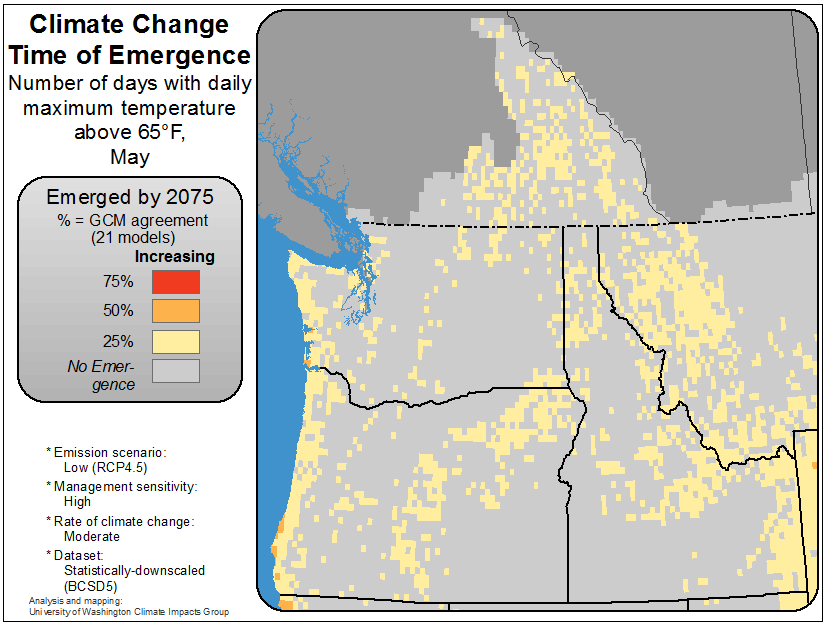 Climate Change
Time of Emergence
Number of days with daily
maximum temperature
above 65°F,
May
Emerged by 2075
% = GCM agreement
(21 models)
Increasing
75%
50%
25%
No Emer-
gence
* Emission scenario:
Low (RCP4.5)
* Management sensitivity:
High
* Rate of climate change:
Moderate
* Dataset:
Statistically-downscaled
(BCSD5)
Analysis and mapping:
University of Washington Climate Impacts Group